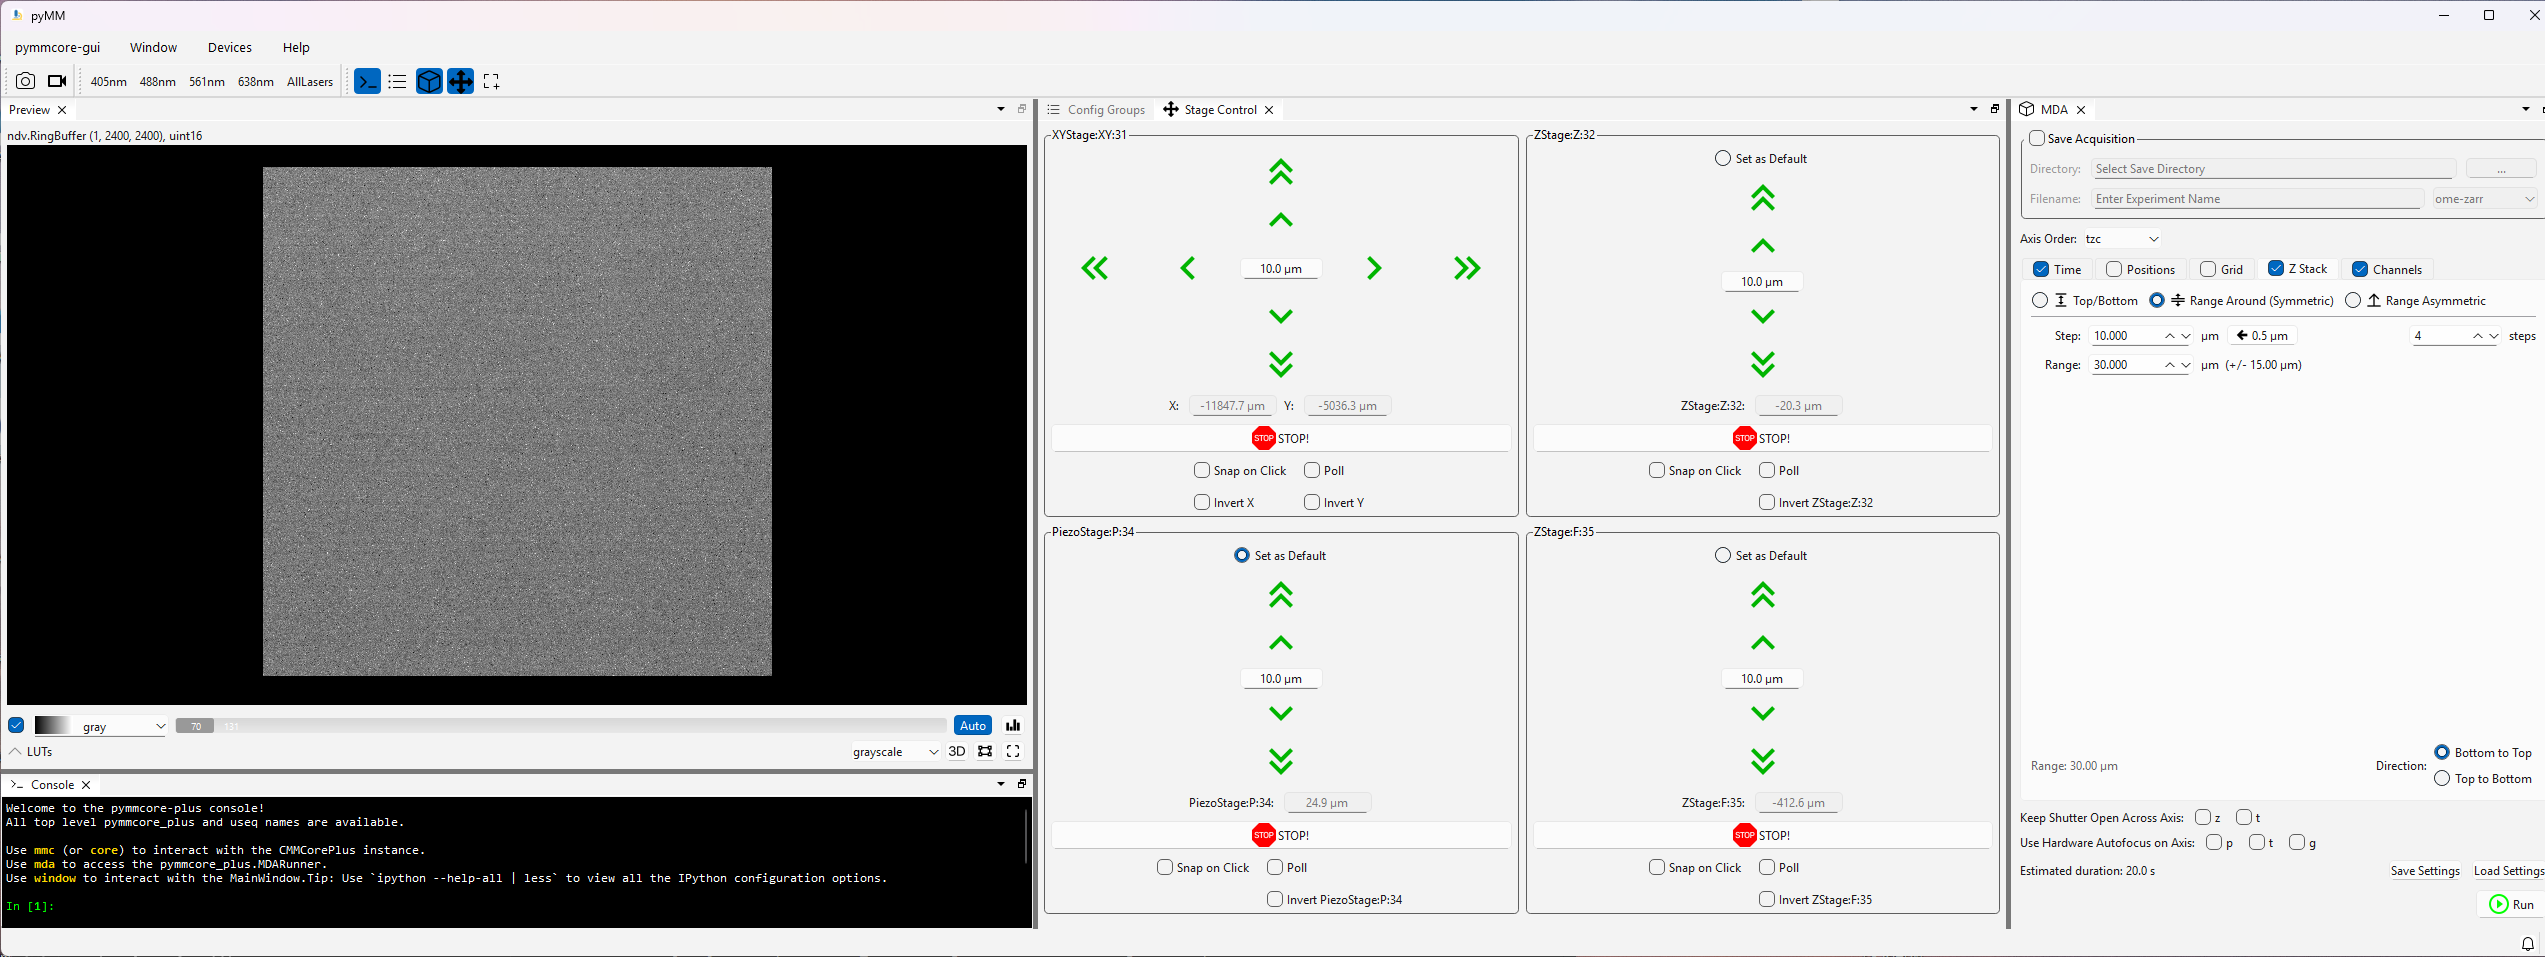 pyMM
pymmcore-gui Window Devices Help
405nm 488nm 561nm 638nm AllLasers
Preview
ndv.RingBuffer (1, 2400, 2400), uint16
gray 70 131 Auto
LUTs grayscale 3D
Console
Welcome to the pymmcore-plus console!
All top level pymmcore_plus and useq names are available.
Use mmc (or core) to interact with the CMMCorePlus instance.
Use mda to access the pymmcore_plus.MDARunner.
Use window to interact with the MainWindow.Tip: Use `ipython --help-all | less` to view all the IPython configuration options.
In [1]:
Config Groups Stage Control
XYStage:XY:31
10.0 µm
X: -11847.7 µm Y: -5036.3 µm
STOP STOP!
Snap on Click Poll
Invert X Invert Y
ZStage:Z:32
Set as Default
10.0 µm
ZStage:Z:32: -20.3 µm
STOP STOP!
Snap on Click Poll
Invert ZStage:Z:32
PiezoStage:P:34
Set as Default
10.0 µm
PiezoStage:P:34: 24.9 µm
STOP STOP!
Snap on Click Poll
Invert PiezoStage:P:34
ZStage:F:35
Set as Default
10.0 µm
ZStage:F:35: -412.6 µm
STOP STOP!
Snap on Click Poll
Invert ZStage:F:35
MDA
Save Acquisition
Directory: Select Save Directory ...
Filename: Enter Experiment Name ome-zarr
Axis Order: tzc
Time Positions Grid Z Stack Channels
Top/Bottom Range Around (Symmetric) Range Asymmetric
Step: 10.000 µm 0.5 µm 4 steps
Range: 30.000 µm (+/- 15.00 µm)
Range: 30.00 µm Direction: Bottom to Top
Top to Bottom
Keep Shutter Open Across Axis: z t
Use Hardware Autofocus on Axis: p t g
Estimated duration: 20.0 s Save Settings Load Settings
Run